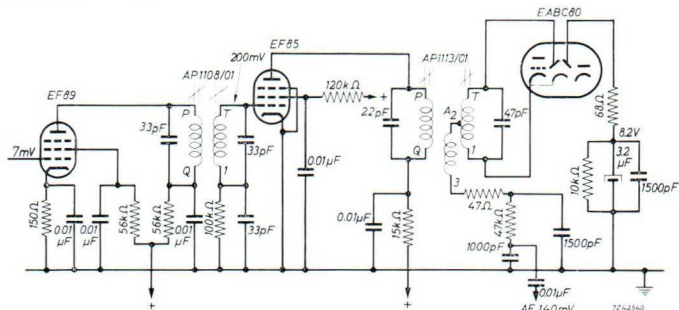 EABC80
EF85
200mV
AP1108/01
AP1113/01
EF89
120kΩ
+
P
T
P
A2
T
33pF
33pF
22pF
47pF
68Ω
8.2V
7mV
Q
1
Q
1
3
0.01μF
3.2
μF
10kΩ
1500pF
47Ω
150Ω
0.01
μF
0.01
μF
56kΩ
56kΩ
0.01
μF
100kΩ
33pF
0.01μF
15kΩ
47kΩ
1000pF
1500pF
0.01μF
+
+
AF 140mV